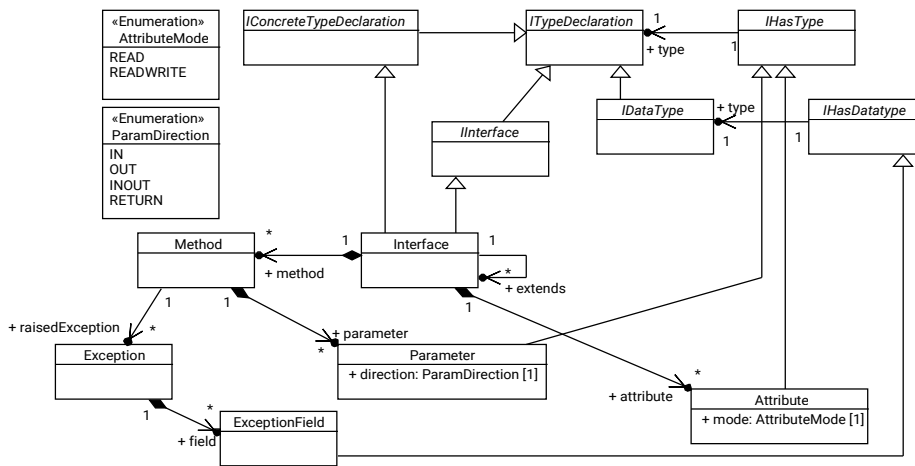 «Enumeration»
AttributeMode
READ
READWRITE
«Enumeration»
ParamDirection
IN
OUT
INOUT
RETURN
IConcreteTypeDeclaration
ITypeDeclaration
1
+ type
1
IHasType
IInterface
IDataType
+ type
1
1
IHasDatatype
Method
*
+ method
1
Interface
1
*
+ extends
1
1
1
+ raisedException
*
+ parameter
*
Exception
Parameter
+ direction: ParamDirection [1]
*
+ attribute
Attribute
+ mode: AttributeMode [1]
1
*
+ field
ExceptionField